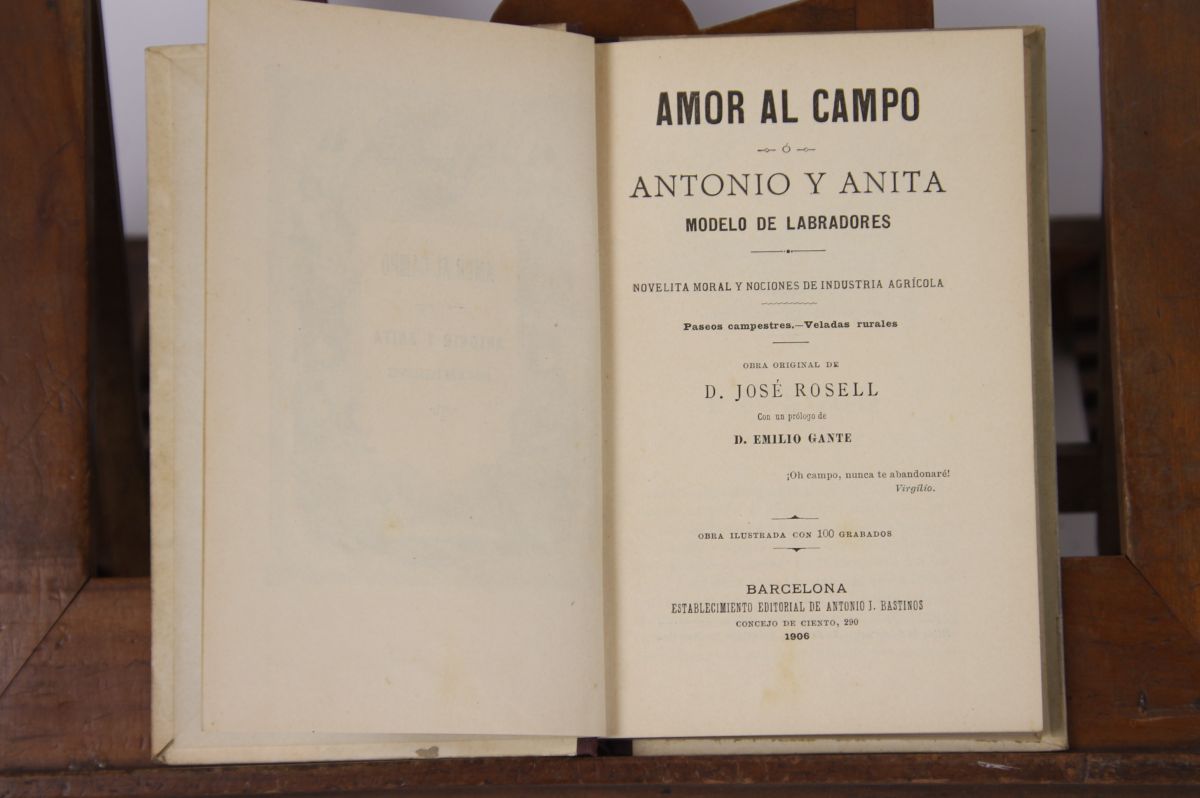 AMOR AL CAMPO
Ó
ANTONIO Y ANITA
MODELO DE LABRADORES
NOVELITA MORAL Y NOCIONES DE INDUSTRIA AGRÍCOLA
Paseos campestres.—Veladas rurales
OBRA ORIGINAL DE
D. JOSÉ ROSELL
Con un prólogo de
D. EMILIO GANTE
¡Oh campo, nunca te abandonaré!
Virgílio.
OBRA ILUSTRADA CON 100 GRABADOS
BARCELONA
ESTABLECIMIENTO EDITORIAL DE ANTONIO J. BASTINOS
CONCEJO DE CIENTO, 290
1906